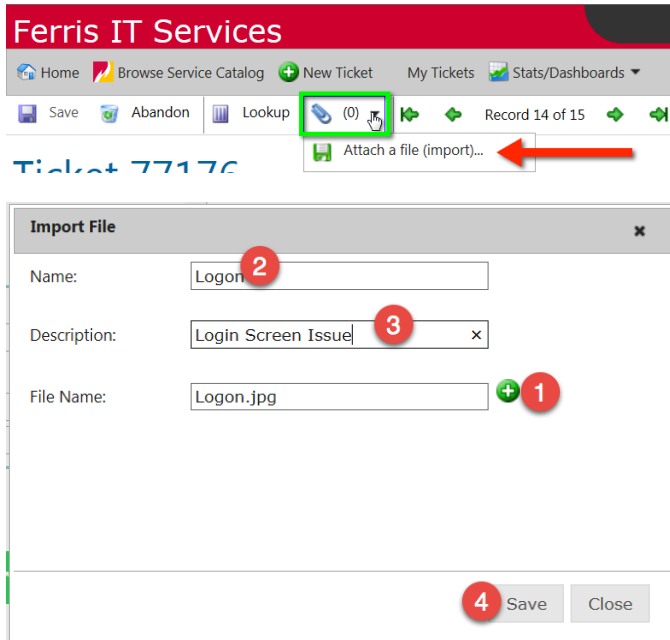 Ferris IT Services
Home Browse Service Catalog New Ticket My Tickets Stats/Dashboards
Save Abandon Lookup (0) Record 14 of 15
Attach a file (import)...
Ticket 77176
Import File
Name: Logon 2
Description: Login Screen Issue 3
File Name: Logon.jpg 1
4 Save Close